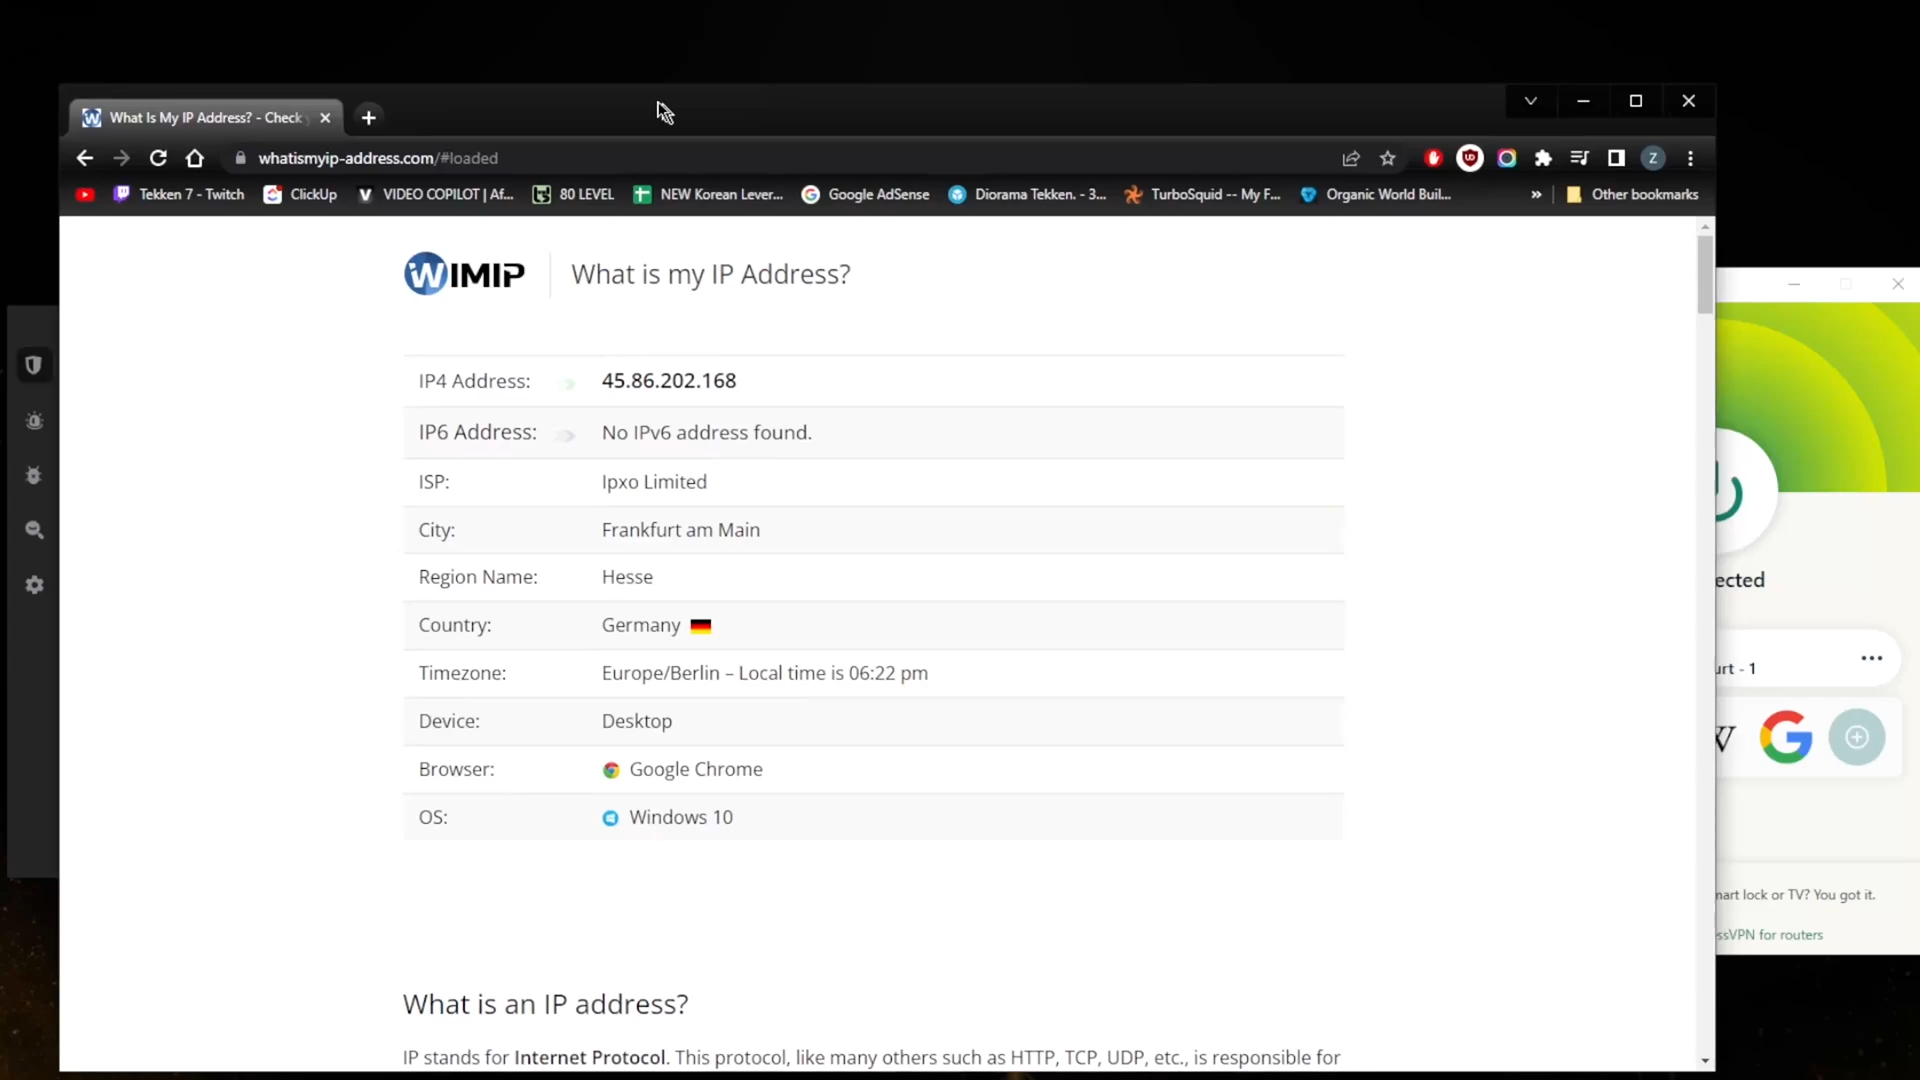 What Is My IP Address? - Check
whatismyip-address.com/#loaded
Z
Tekken 7 - Twitch
ClickUp
VIDEO COPILOT | Af...
80 LEVEL
NEW Korean Lever...
Google AdSense
Diorama Tekken. - 3...
TurboSquid -- My F...
Organic World Buil...
»
Other bookmarks
WIMIP
What is my IP Address?
IP4 Address: 45.86.202.168
IP6 Address: No IPv6 address found.
ISP: Ipxo Limited
City: Frankfurt am Main
Region Name: Hesse
Country: Germany
Timezone: Europe/Berlin – Local time is 06:22 pm
Device: Desktop
Browser: Google Chrome
OS: Windows 10
What is an IP address?
IP stands for Internet Protocol. This protocol, like many others such as HTTP, TCP, UDP, etc., is responsible for
ected
urt - 1
W
G
mart lock or TV? You got it.
ssVPN for routers